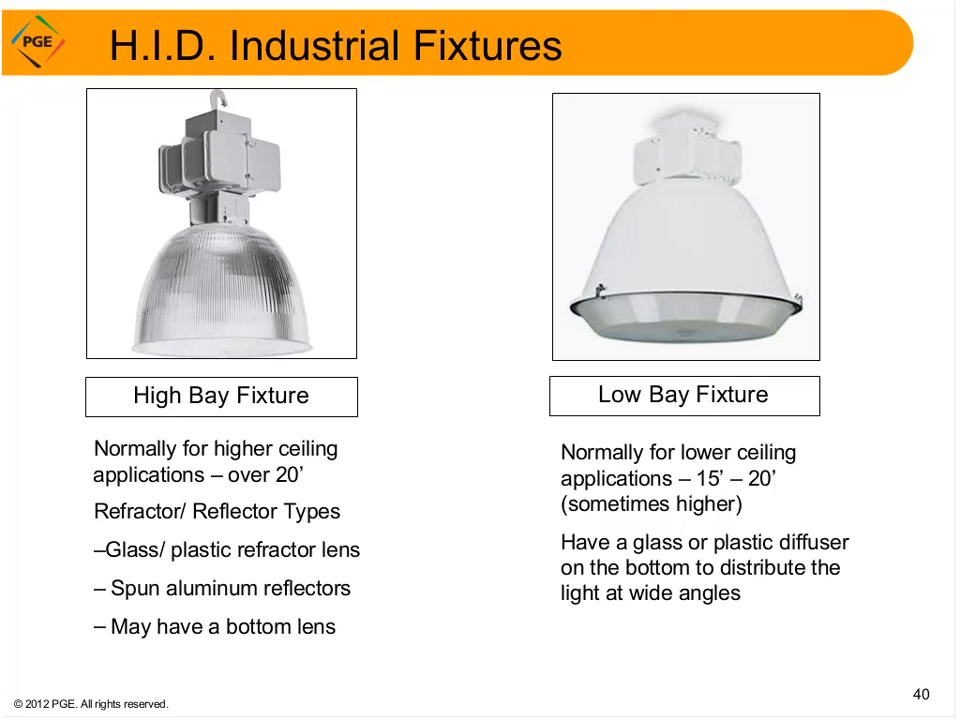 PGE
H.I.D. Industrial Fixtures
High Bay Fixture
Normally for higher ceiling
applications – over 20’
Refractor/ Reflector Types
–Glass/ plastic refractor lens
– Spun aluminum reflectors
– May have a bottom lens
Low Bay Fixture
Normally for lower ceiling
applications – 15’ – 20’
(sometimes higher)
Have a glass or plastic diffuser
on the bottom to distribute the
light at wide angles
© 2012 PGE. All rights reserved.
40